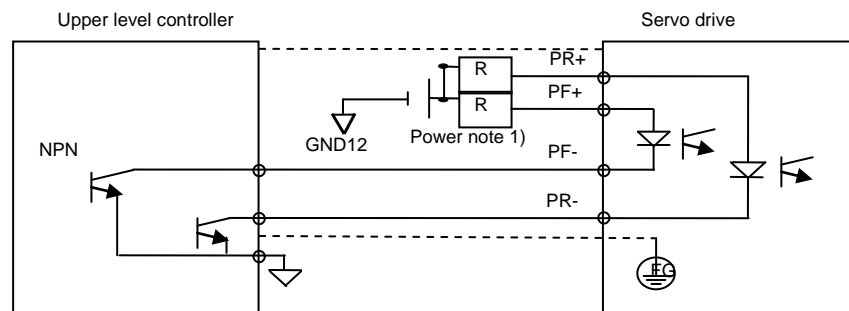 Upper level controller
Servo drive
PR+
R
PF+
R
GND12
Power note 1)
NPN
PF-
PR-
FG